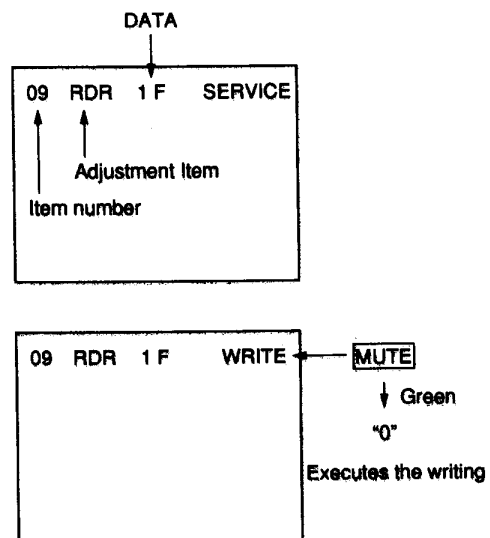 DATA
09 RDR 1 F SERVICE
Adjustment Item
Item number
09 RDR 1 F WRITE MUTE
Green
"0"
Executes the writing